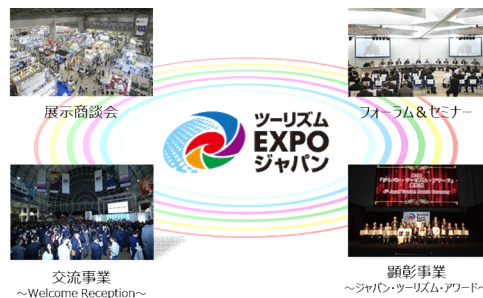 展示商談会
フォーラム＆セミナー
ツーリズム
EXPO
ジャパン
交流事業
～Welcome Reception～
顕彰事業
～ジャパン・ツーリズム・アワード～